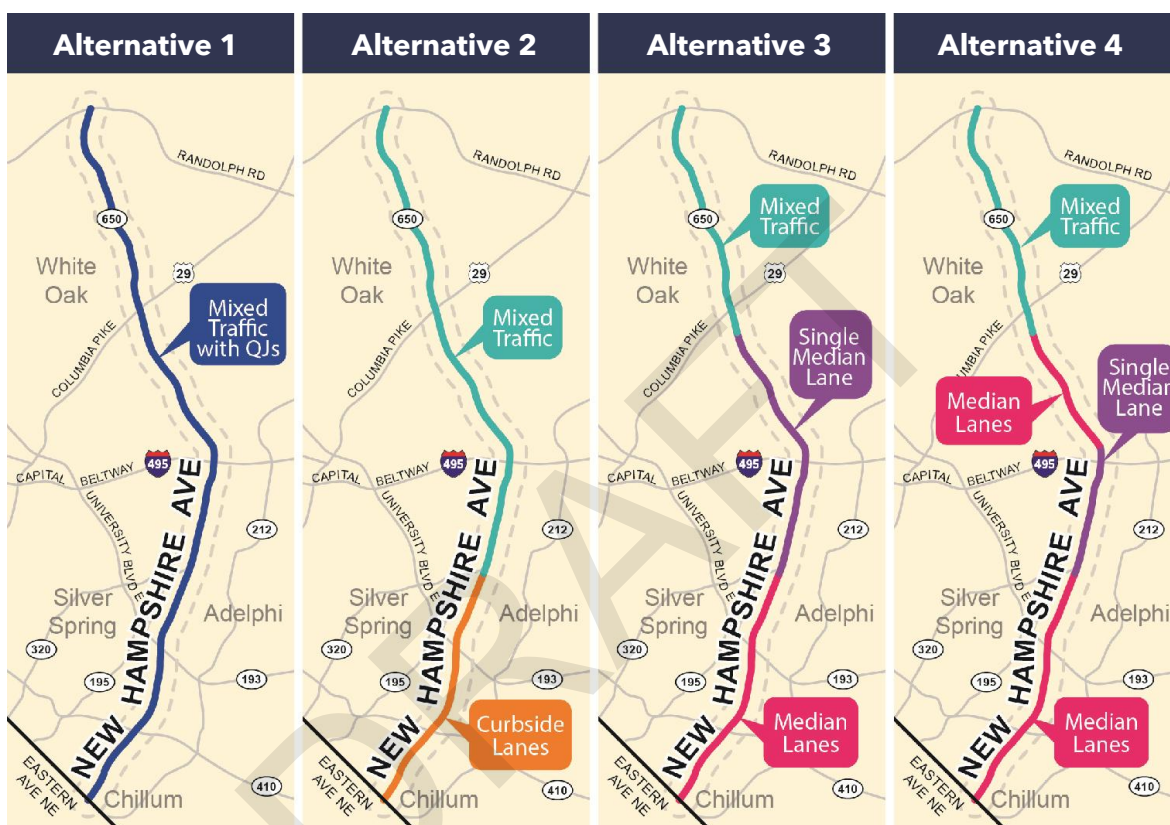 Alternative 1
RANDOLPH RD
650
White
Oak
29
Mixed
Traffic
with QJs
COLUMBIA PIKE
495
CAPITAL BELTWAY
UNIVERSITY BLVD E
212
NEW HAMPSHIRE AVE
Silver
Spring
Adelphi
320
195
193
EASTERN
AVE NE
Chillum
410
Alternative 2
RANDOLPH RD
650
White
Oak
29
Mixed
Traffic
COLUMBIA PIKE
495
CAPITAL BELTWAY
UNIVERSITY BLVD E
212
NEW HAMPSHIRE AVE
Silver
Spring
Adelphi
320
195
193
Curbside
Lanes
EASTERN
AVE NE
Chillum
410
Alternative 3
RANDOLPH RD
Mixed
Traffic
650
White
Oak
29
Single
Median
Lane
COLUMBIA PIKE
495
CAPITAL BELTWAY
UNIVERSITY BLVD E
212
NEW HAMPSHIRE AVE
Silver
Spring
Adelphi
320
195
193
Median
Lanes
EASTERN
AVE NE
Chillum
410
Alternative 4
RANDOLPH RD
Mixed
Traffic
650
White
Oak
29
UMBIA PIKE
Median
Lanes
Single
Median
Lane
495
CAPITAL BELTWAY
UNIVERSITY BLVD E
212
NEW HAMPSHIRE AVE
Silver
Spring
Adelphi
320
195
193
Median
Lanes
EASTERN
AVE NE
Chillum
410
DRAFT